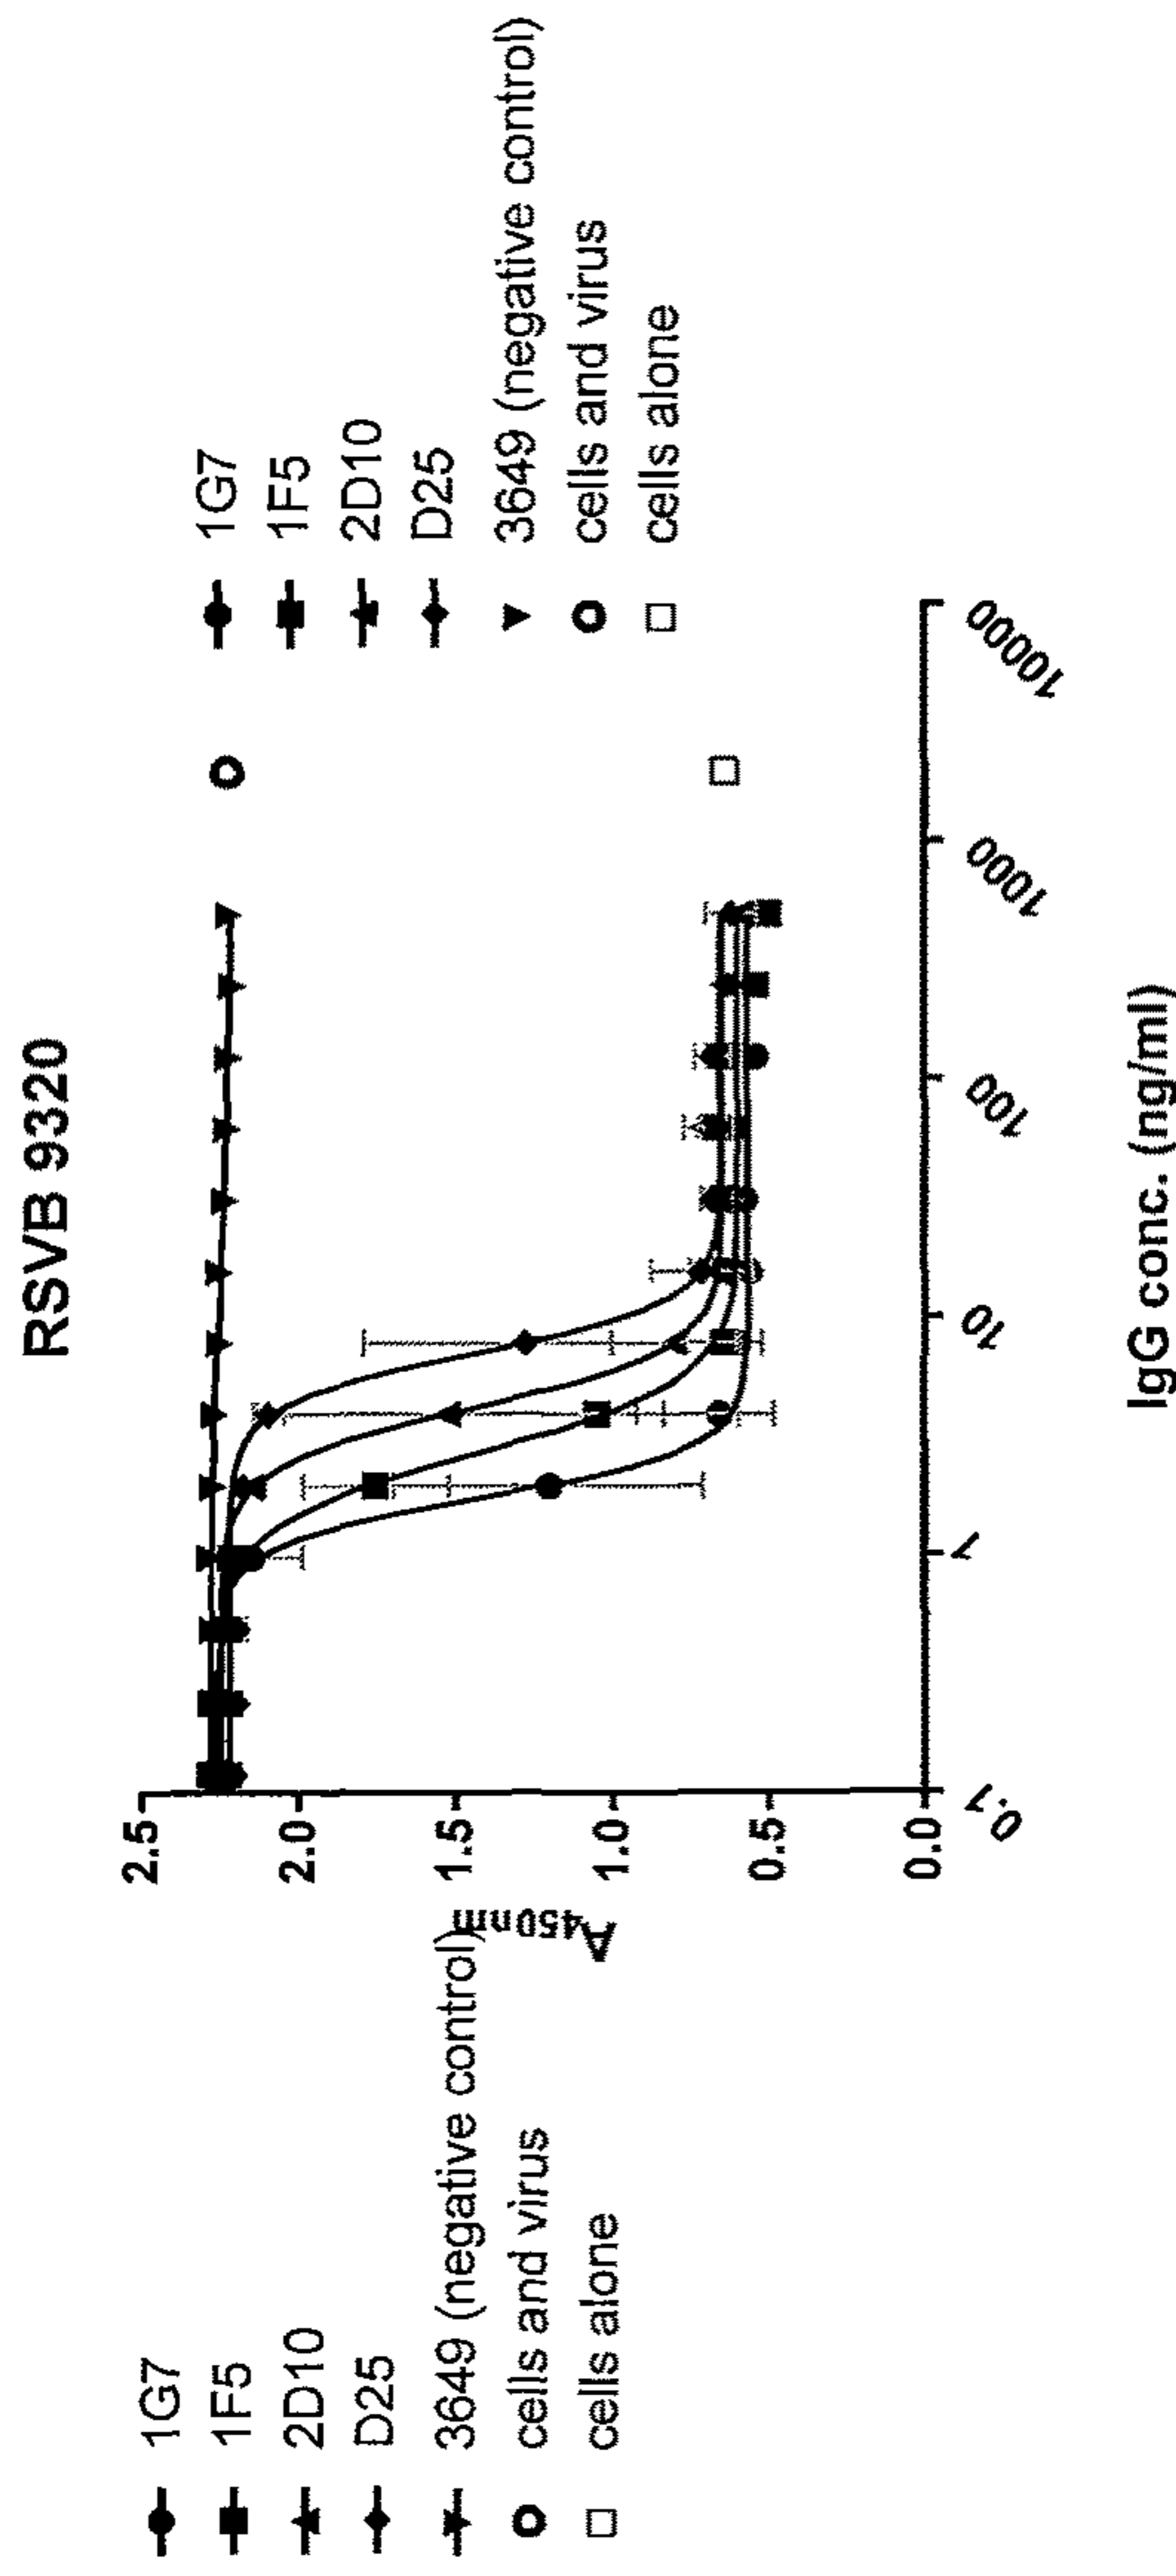 RSVB 9320
1G7
1F5
2D10
D25
3649 (negative control)
cells and virus
cells alone
A450nm
2.5
2.0
1.5
1.0
0.5
0.0
0.1
1
10
100
1000
10000
IgG conc. (ng/ml)
1G7
1F5
2D10
D25
3649 (negative control)
cells and virus
cells alone